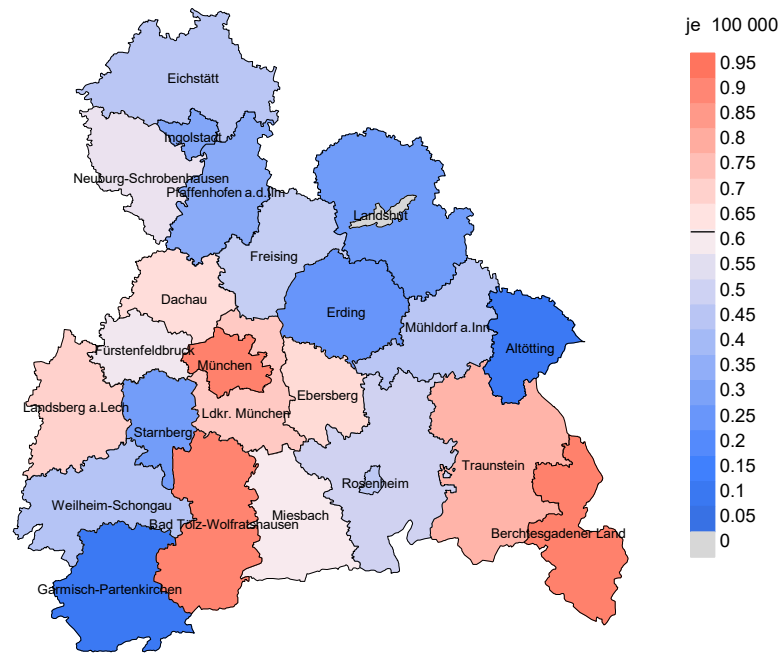 je 100 000
0.95
0.9
0.85
0.8
0.75
0.7
0.65
0.6
0.55
0.5
0.45
0.4
0.35
0.3
0.25
0.2
0.15
0.1
0.05
0
Eichstätt
Ingolstadt
Neuburg-Schrobenhausen
Pfaffenhofen a.d.Ilm
Landshut
Freising
Dachau
Erding
Mühldorf a.Inn
Altötting
Fürstenfeldbruck
München
Ebersberg
Landsberg a.Lech
Ldkr. München
Starnberg
Traunstein
Rosenheim
Weilheim-Schongau
Miesbach
Bad Tölz-Wolfratshausen
Berchtesgadener Land
Garmisch-Partenkirchen